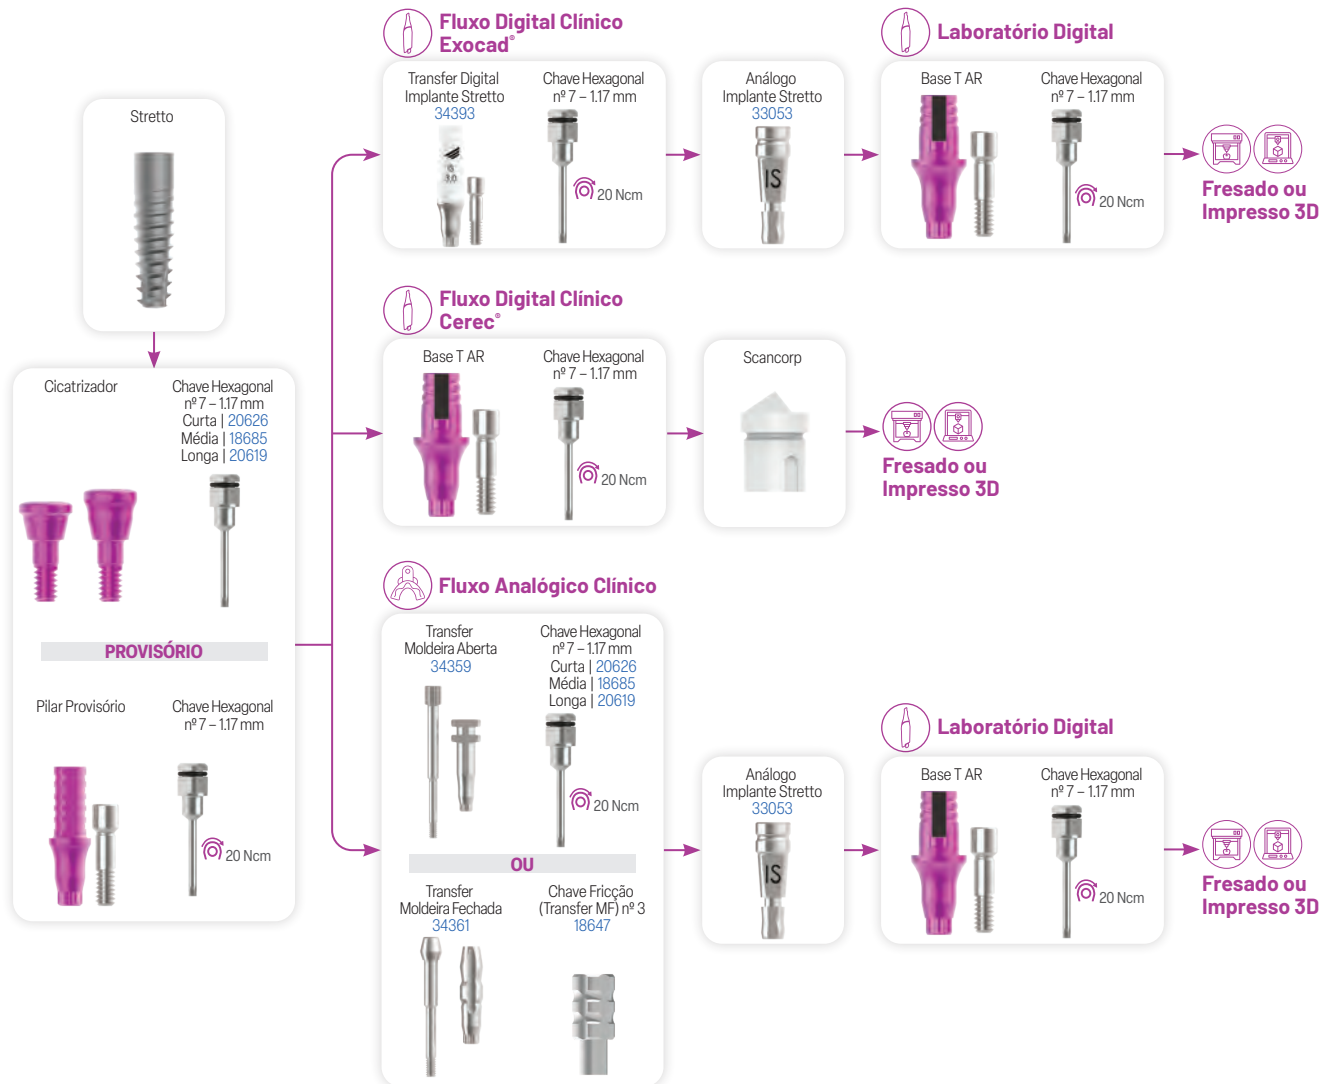 Stretto
Cicatrizador
Chave Hexagonal
nº 7 – 1.17 mm
Curta | 20626
Média | 18685
Longa | 20619
PROVISÓRIO
Pilar Provisório
Chave Hexagonal
nº 7 – 1.17 mm
20 Ncm
Fluxo Digital Clínico
Exocad®
Transfer Digital
Implante Stretto
34393
3.0
Chave Hexagonal
nº 7 – 1.17 mm
20 Ncm
Análogo
Implante Stretto
33053
IS
Laboratório Digital
Base T AR
Chave Hexagonal
nº 7 – 1.17 mm
20 Ncm
Fresado ou
Impresso 3D
Fluxo Digital Clínico
Cerec®
Base T AR
Chave Hexagonal
nº 7 – 1.17 mm
20 Ncm
Scancorp
Fresado ou
Impresso 3D
Fluxo Analógico Clínico
Transfer
Moldeira Aberta
34359
Chave Hexagonal
nº 7 – 1.17 mm
Curta | 20626
Média | 18685
Longa | 20619
20 Ncm
OU
Transfer
Moldeira Fechada
34361
Chave Fricção
(Transfer MF) nº 3
18647
Análogo
Implante Stretto
33053
IS
Laboratório Digital
Base T AR
Chave Hexagonal
nº 7 – 1.17 mm
20 Ncm
Fresado ou
Impresso 3D